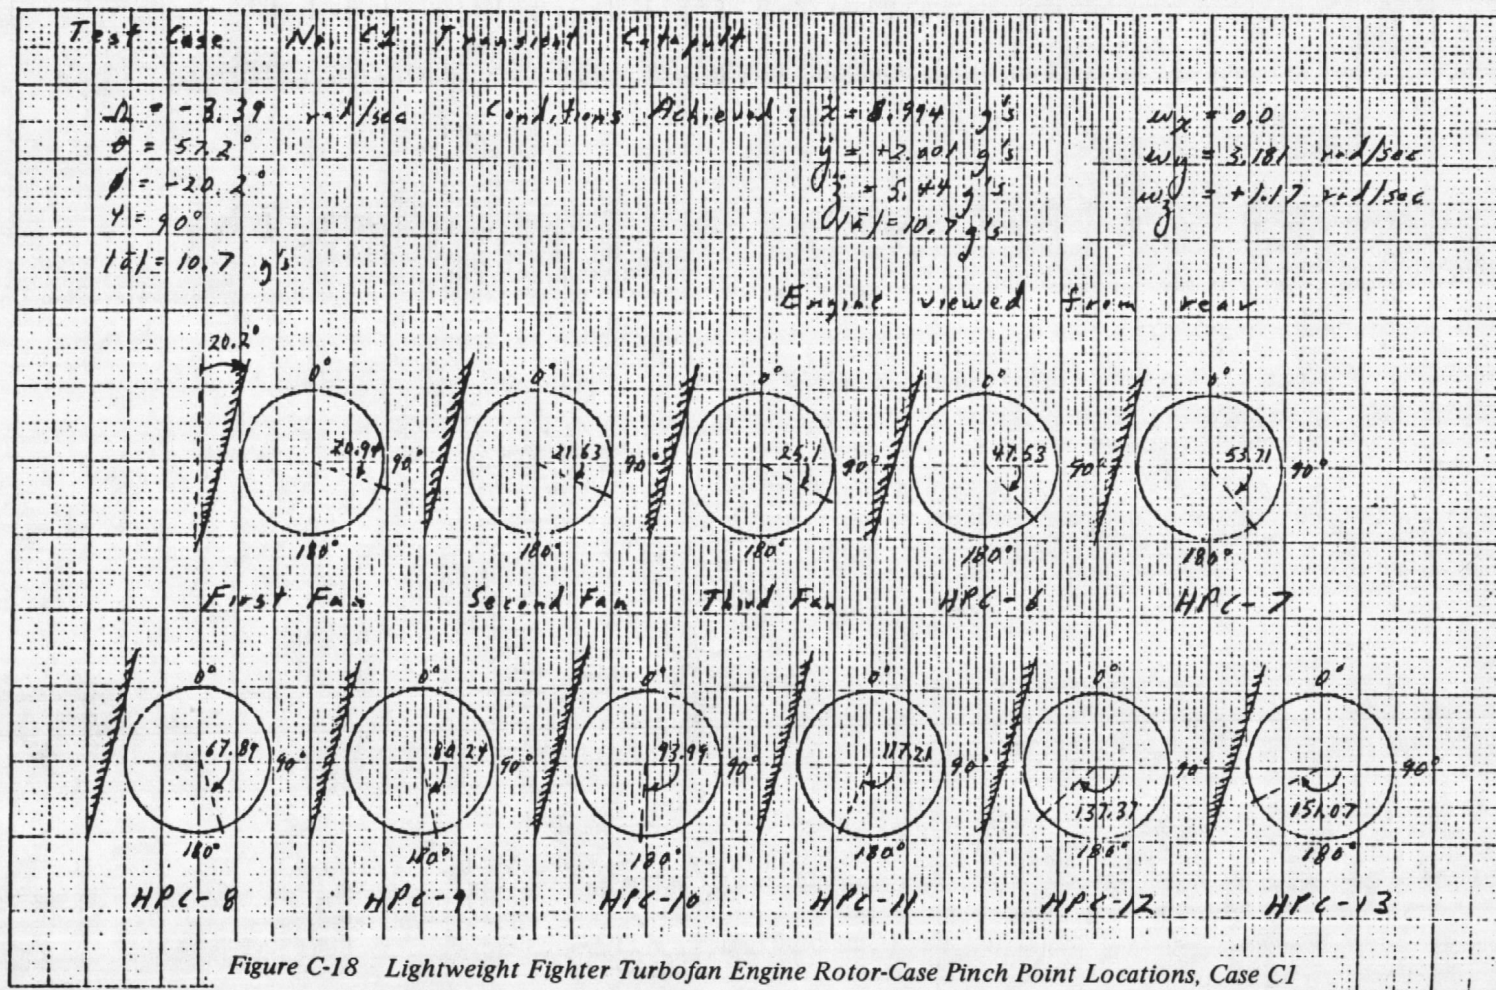 Test Case No. C1 Transient Catapult
Ω = -3.39 rad/sec Conditions Achieved: ẍ = 8.994 g's ωx = 0.0
θ = 57.2° ÿ = +2.001 g's ωy = 3.181 rad/sec
φ = -20.2° z̈ = 5.44 g's ωz = +1.17 rad/sec
Ψ = 90° |ā| = 10.7 g's
|ā| = 10.7 g's
Engine viewed from rear
20.2°
0° 0° 0° 0° 0°
20.94 90° 21.63 90° 25.1 90° 47.53 90° 53.71 90°
180° 180° 180° 180° 180°
First Fan Second Fan Third Fan HPC-6 HPC-7
0° 0° 0° 0° 0° 0°
67.89 90° 80.24 90° 93.99 90° 117.21 90° 137.37 90° 151.07 90°
180° 180° 180° 180° 180° 180°
HPC-8 HPC-9 HPC-10 HPC-11 HPC-12 HPC-13
Figure C-18 Lightweight Fighter Turbofan Engine Rotor-Case Pinch Point Locations, Case C1